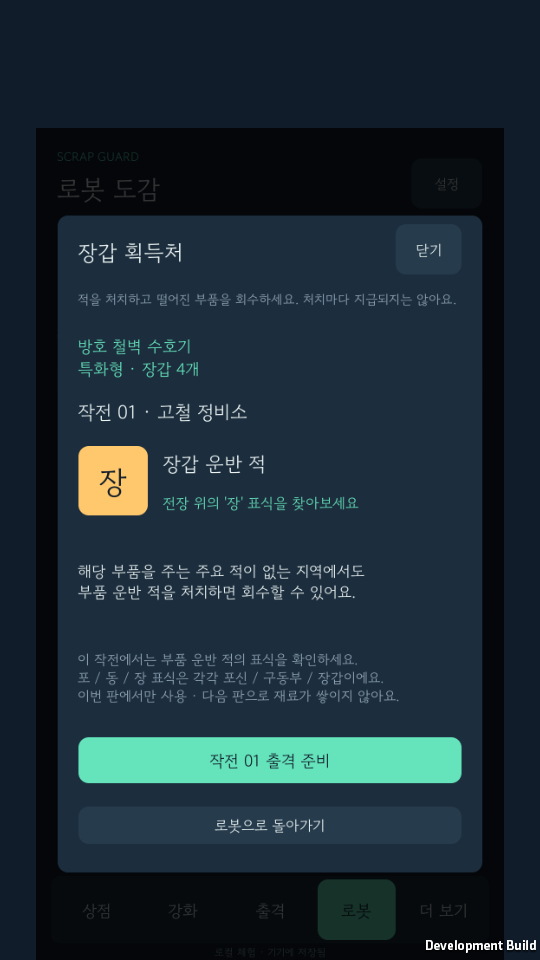 SCRAP GUARD
로봇 도감
설정
장갑 획득처
닫기
적을 처치하고 떨어진 부품을 회수하세요. 처치마다 지급되지는 않아요.
방호 철벽 수호기
특화형 · 장갑 4개
작전 01 · 고철 정비소
장
장갑 운반 적
전장 위의 '장' 표식을 찾아보세요
해당 부품을 주는 주요 적이 없는 지역에서도
부품 운반 적을 처치하면 회수할 수 있어요.
이 작전에서는 부품 운반 적의 표식을 확인하세요.
포 / 동 / 장 표식은 각각 포신 / 구동부 / 장갑이에요.
이번 판에서만 사용 · 다음 판으로 재료가 쌓이지 않아요.
작전 01 출격 준비
로봇으로 돌아가기
상점
강화
출격
로봇
더 보기
Development Build